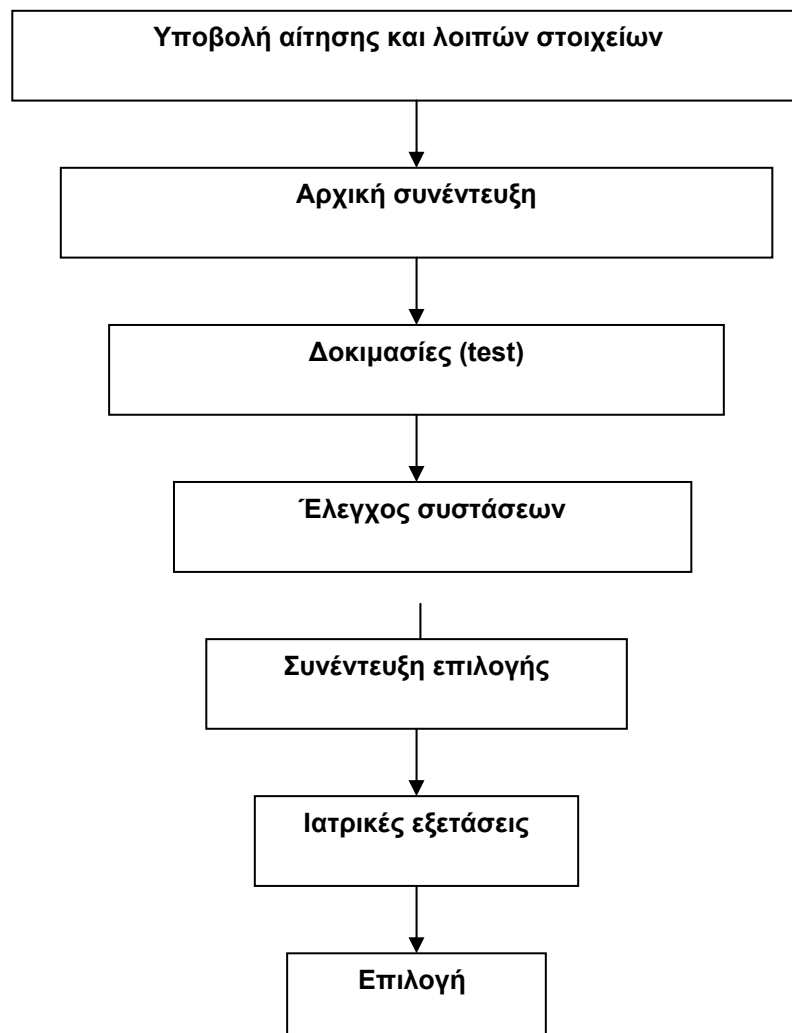 Υποβολή αίτησης και λοιπών στοιχείων
Αρχική συνέντευξη
Δοκιμασίες (test)
Έλεγχος συστάσεων
Συνέντευξη επιλογής
Ιατρικές εξετάσεις
Επιλογή